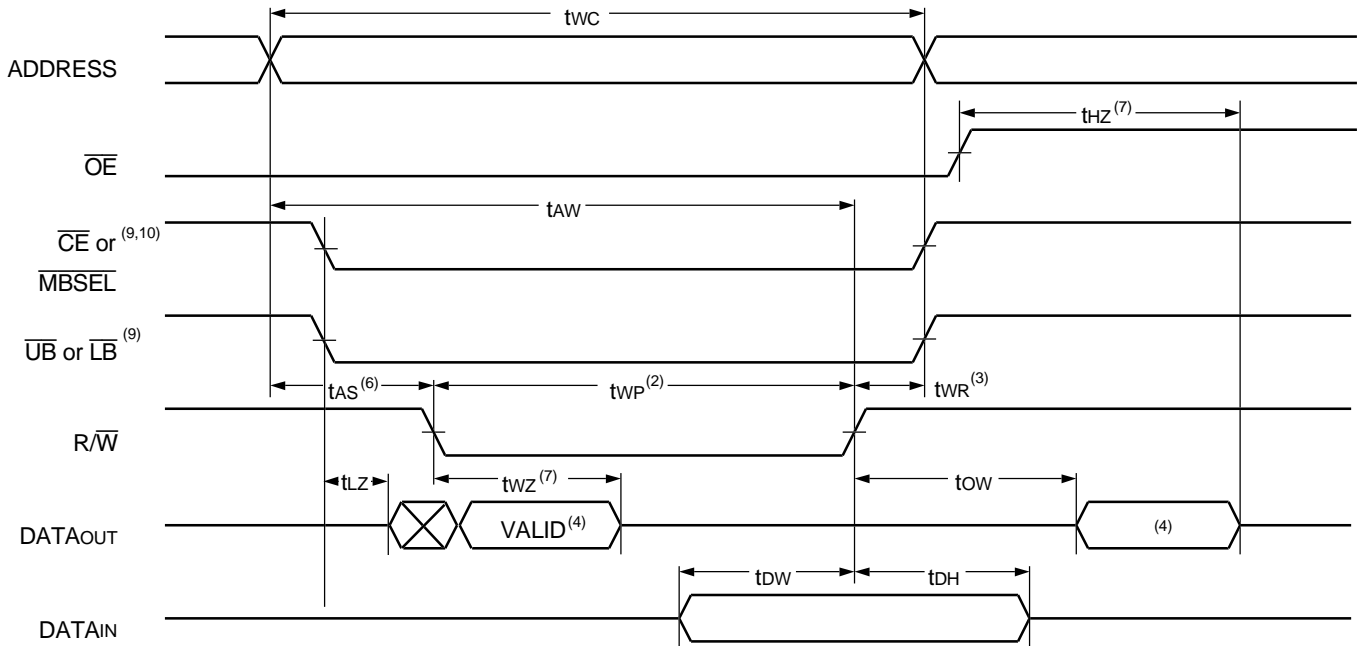 tWC
ADDRESS
tHZ(7)
OE
tAW
CE or (9,10)
MBSEL
UB or LB (9)
tAS(6)
tWP(2)
tWR(3)
R/W
tLZ
tWZ(7)
tOW
DATAOUT
VALID(4)
(4)
tDW
tDH
DATAIN